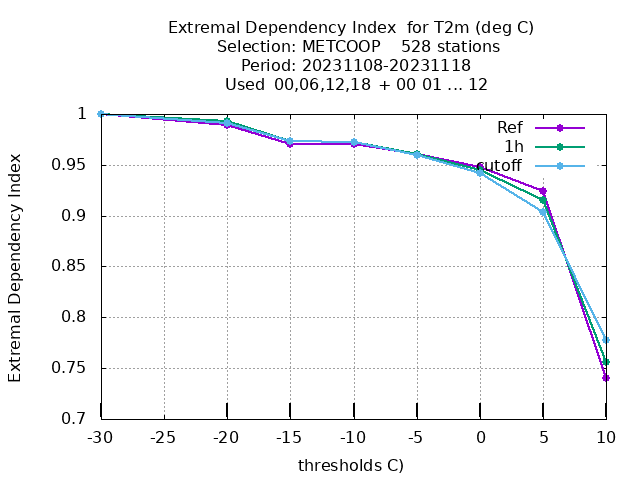 Extremal Dependency Index  for T2m (deg C)
Selection: METCOOP    528 stations
Period: 20231108-20231118
Used  00,06,12,18  + 00 01 ... 12
Ref
1h
cutoff
1
0.95
0.9
0.85
0.8
0.75
0.7
Extremal Dependency Index
-30 -25 -20 -15 -10 -5 0 5 10
thresholds C)